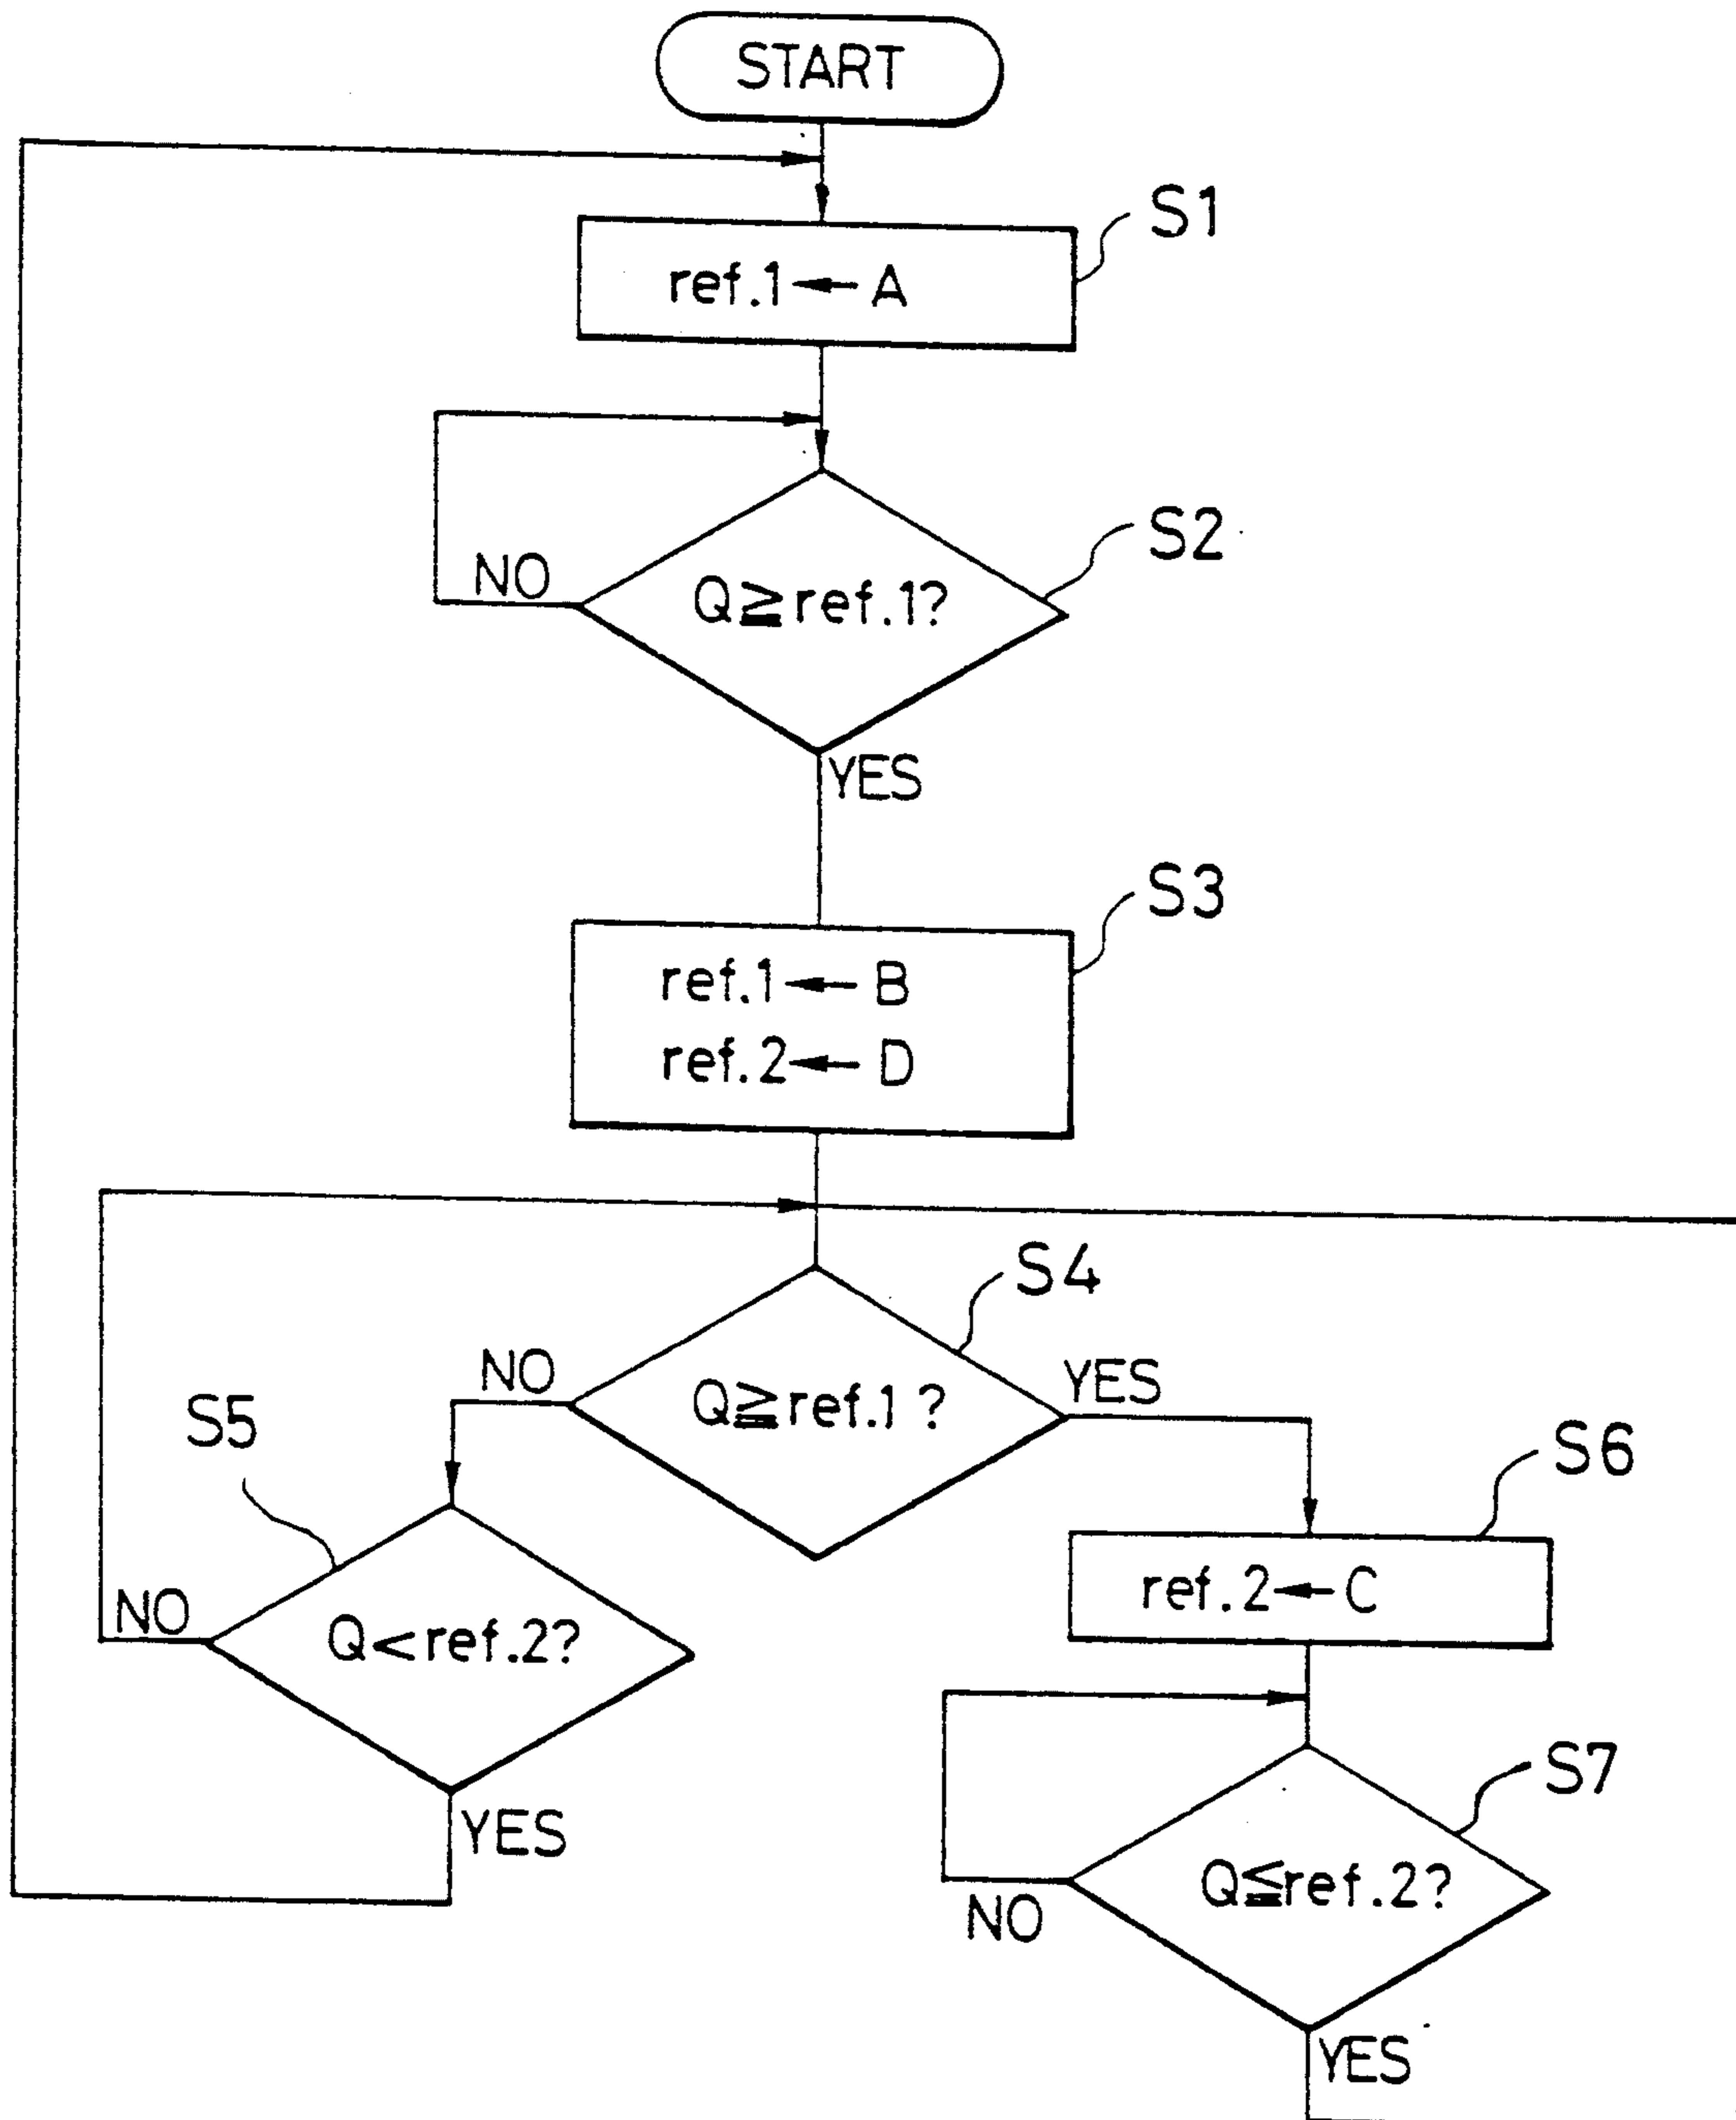 START
S1
ref.1 ← A
S2
NO
Q≧ref.1?
YES
S3
ref.1 ← B
ref.2 ← D
S4
NO
Q≧ref.1?
YES
S5
S6
NO
Q<ref.2?
ref.2 ← C
YES
S7
NO
Q≦ref.2?
YES